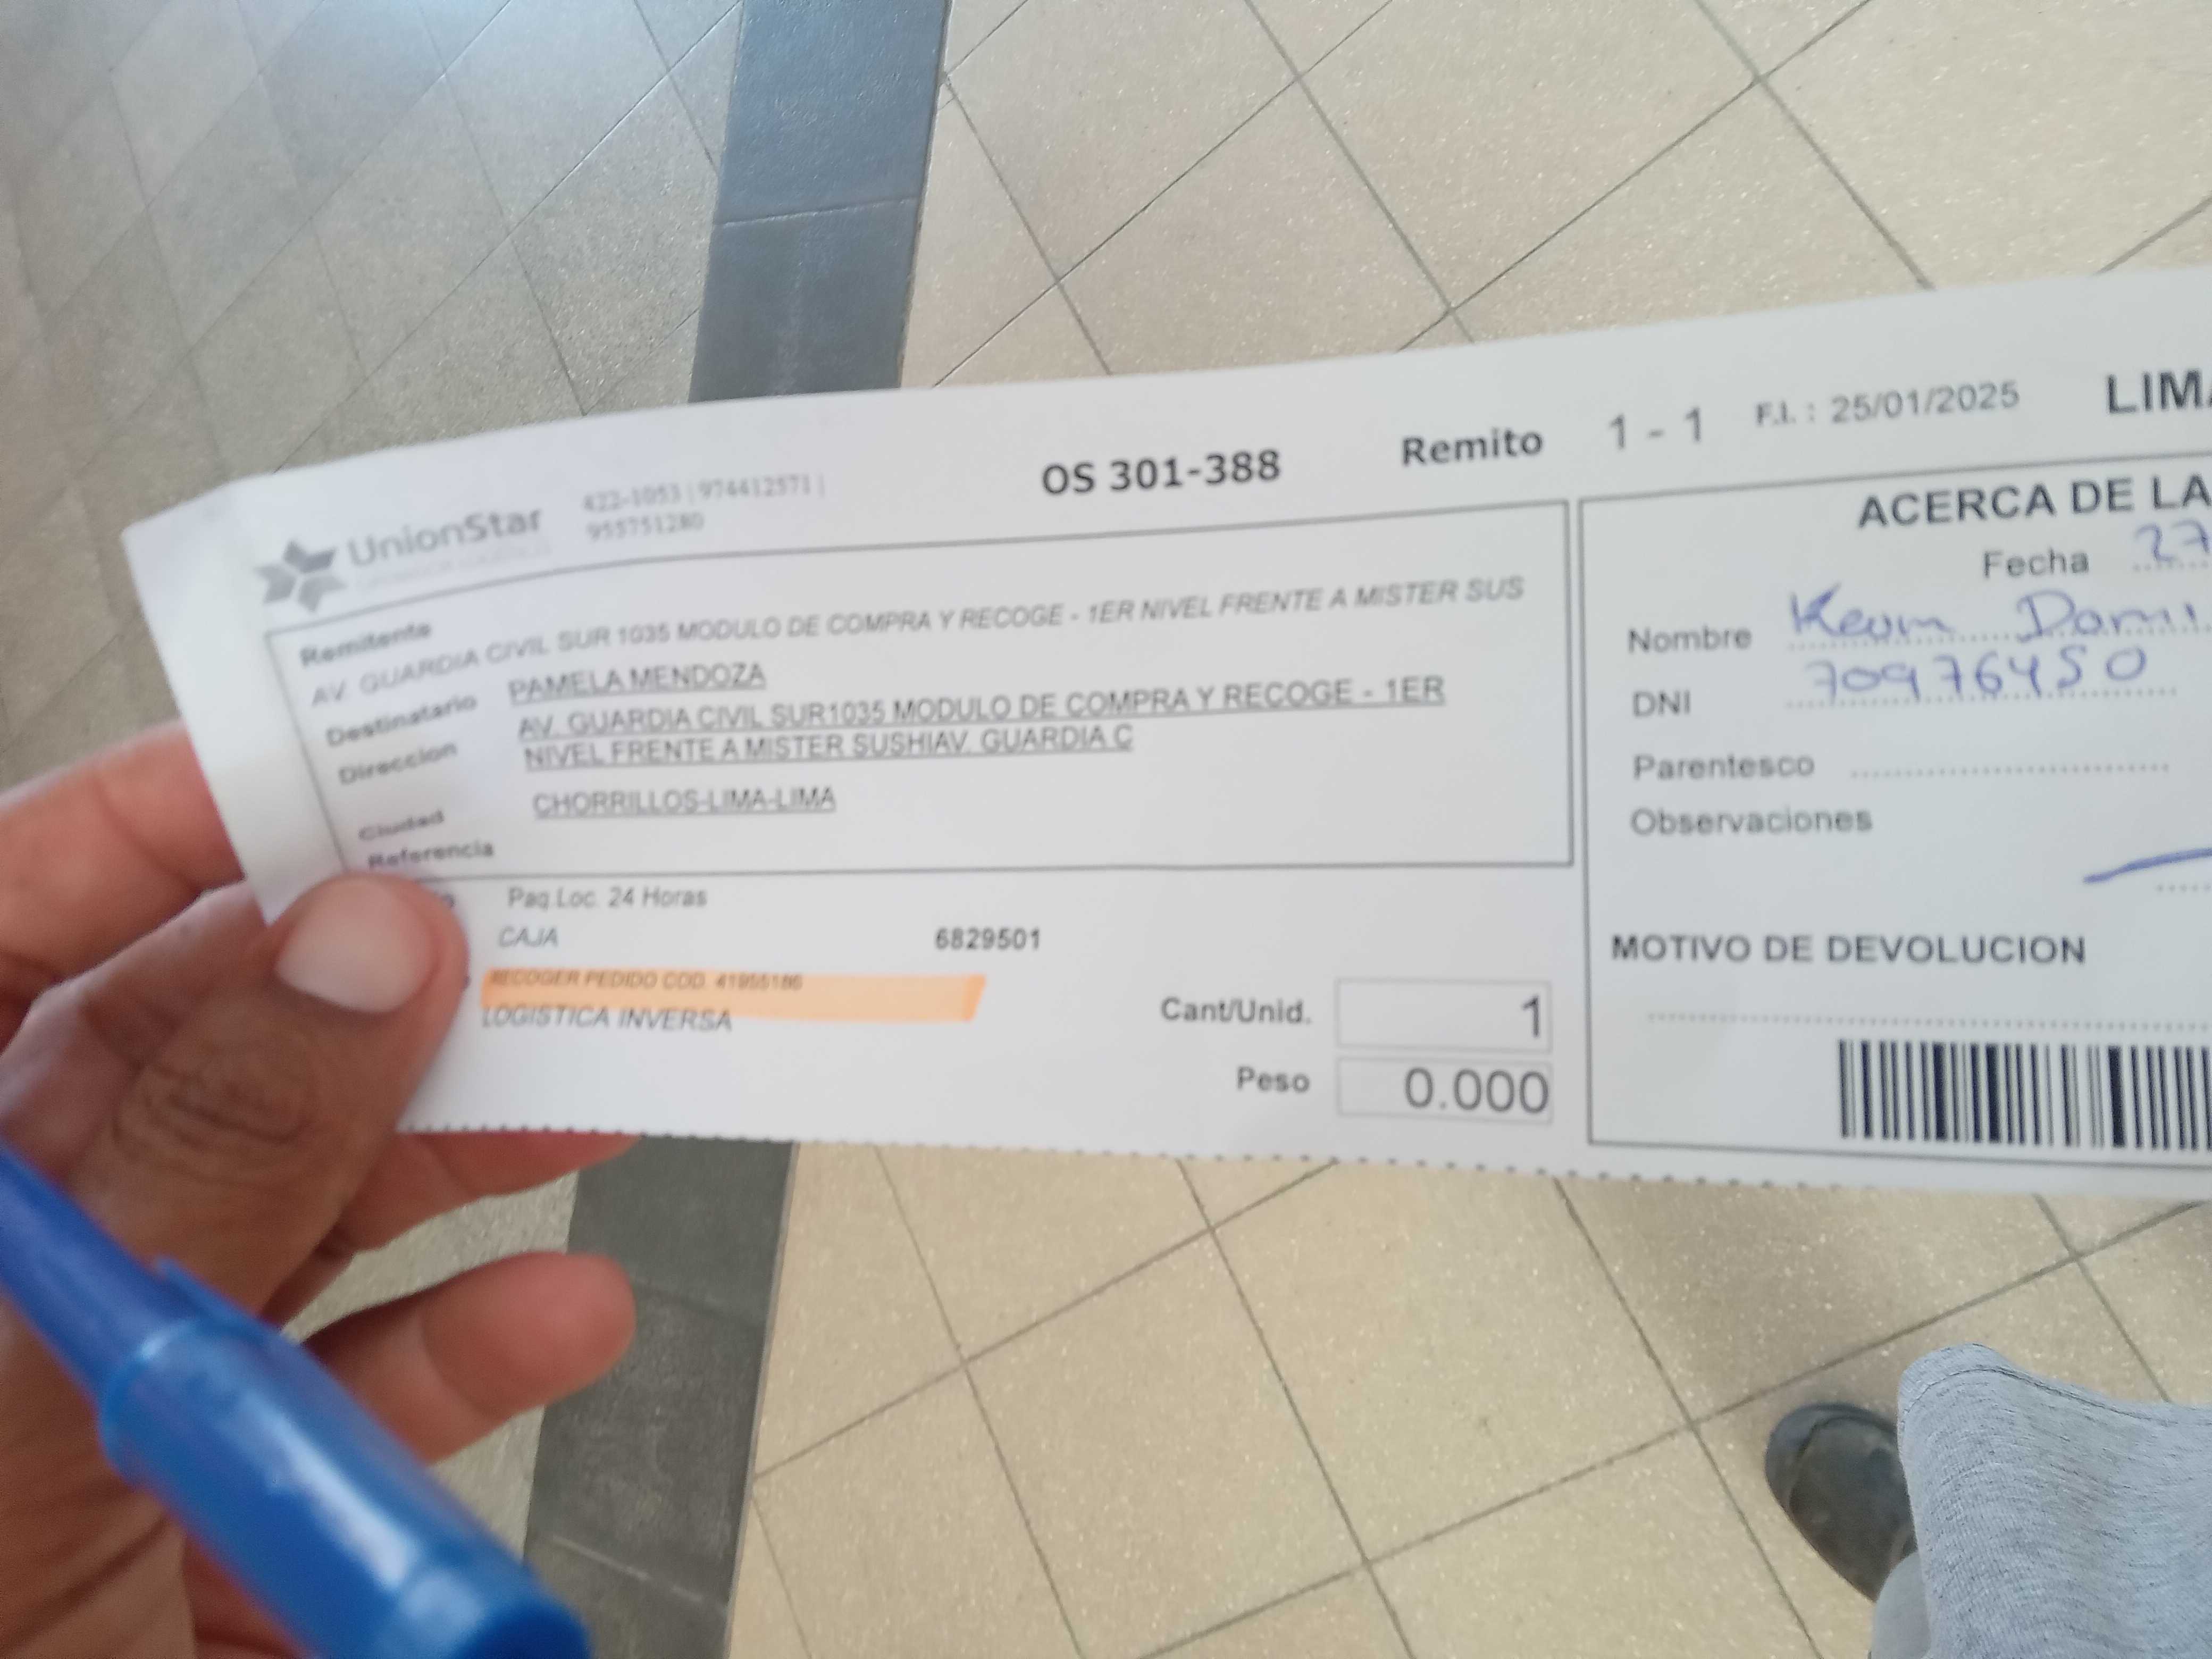 UnionStar
422-1053 | 974412571 |
955751280
OS 301-388
Remito 1 - 1 F.I. : 25/01/2025 LIMA
Remitente
AV. GUARDIA CIVIL SUR 1035 MODULO DE COMPRA Y RECOGE - 1ER NIVEL FRENTE A MISTER SUS
Destinatario PAMELA MENDOZA
Direccion AV. GUARDIA CIVIL SUR1035 MODULO DE COMPRA Y RECOGE - 1ER
NIVEL FRENTE A MISTER SUSHIAV. GUARDIA C
Ciudad CHORRILLOS-LIMA-LIMA
Referencia
Paq.Loc. 24 Horas
CAJA 6829501
RECOGER PEDIDO COD. 41955186
LOGISTICA INVERSA
Cant/Unid. 1
Peso 0.000
ACERCA DE LA
Fecha 27
Nombre Kevin
DNI 70976450
Parentesco
Observaciones
MOTIVO DE DEVOLUCION